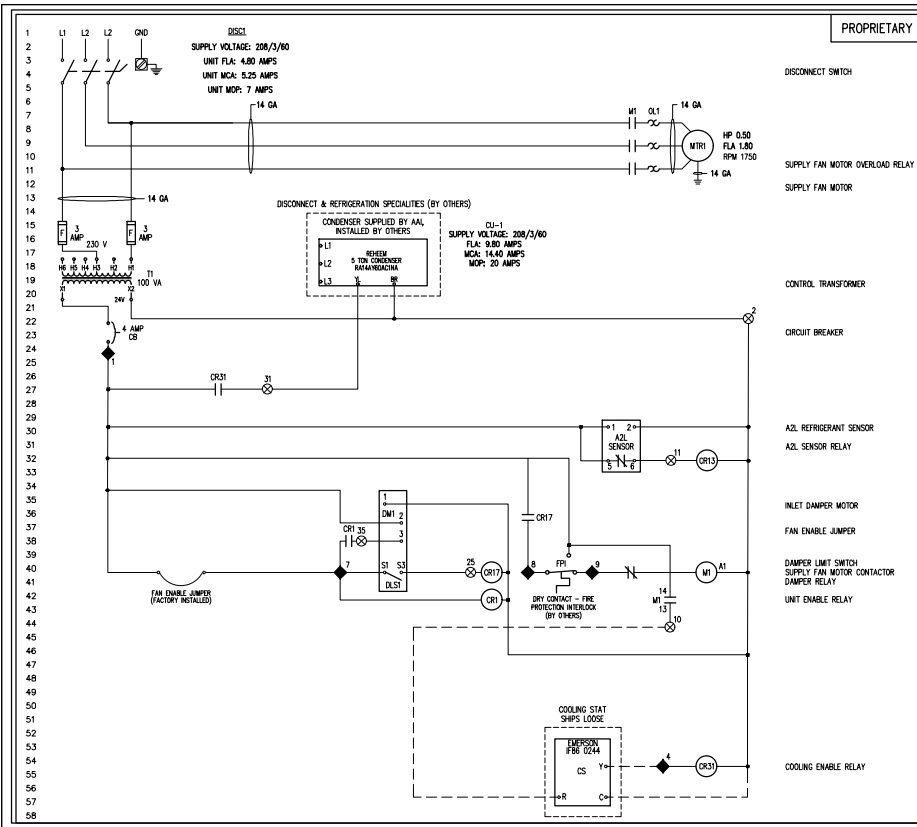 PROPRIETARY
1 L1 L2 L2 GND DISC1
2 SUPPLY VOLTAGE: 208/3/60
3 UNIT FLA: 4.80 AMPS
4 UNIT MCA: 5.25 AMPS DISCONNECT SWITCH
5 UNIT MOP: 7 AMPS
6 14 GA 14 GA
7 M1 OL1
8 HP 0.50
9 MTR1 FLA 1.80
10 RPM 1750
11 14 GA SUPPLY FAN MOTOR OVERLOAD RELAY
12 SUPPLY FAN MOTOR
13 14 GA
14 DISCONNECT & REFRIGERATION SPECIALITIES (BY OTHERS)
15 F 3 AMP F 3 AMP
CONDENSER SUPPLIED BY AAI,
INSTALLED BY OTHERS
CU-1
16 SUPPLY VOLTAGE: 208/3/60
FLA: 9.80 AMPS
MCA: 14.40 AMPS
MOP: 20 AMPS
L1
L2
L3
REHEEM
5 TON CONDENSER
RA14AY60AC1NA
YL BR
17 230 V
18 H6 H5 H4 H3 H2 H1
19 T1 CONTROL TRANSFORMER
100 VA
20 X1 X2
24V
21 2
22 4 AMP CIRCUIT BREAKER
23 CB
24
25 1
26 CR31 31
27
28
29
30 1 2 A2L REFRIGERANT SENSOR
31 A2L
SENSOR
11 A2L SENSOR RELAY
32 5 6 CR13
33
34
35 1 INLET DAMPER MOTOR
36 DM1 2 CR17
37 CR1 35 FAN ENABLE JUMPER
38 3
39
40 7 S1 S3 25 CR17 8 FPI 9 M1 A1 DAMPER LIMIT SWITCH
SUPPLY FAN MOTOR CONTACTOR
41 DLS1 DAMPER RELAY
FAN ENABLE JUMPER
(FACTORY INSTALLED)
42 CR1 DRY CONTACT - FIRE
PROTECTION INTERLOCK
(BY OTHERS)
14
M1
13
UNIT ENABLE RELAY
43
44 10
45
46
47
48
49
50 COOLING STAT
51 SHIPS LOOSE
52
53 EMERSON
1F86 0244
54 Y 4 CR31 COOLING ENABLE RELAY
55 CS
56
57 R C
58